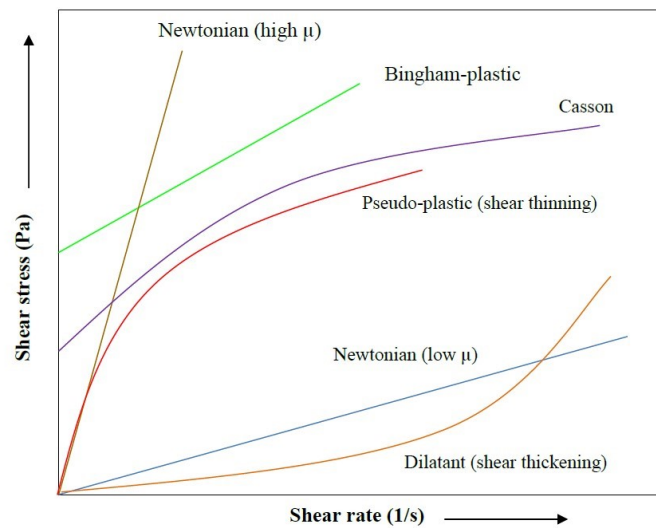 Newtonian (high μ)
Bingham-plastic
Casson
Pseudo-plastic (shear thinning)
Newtonian (low μ)
Dilatant (shear thickening)
Shear stress (Pa)
Shear rate (1/s)